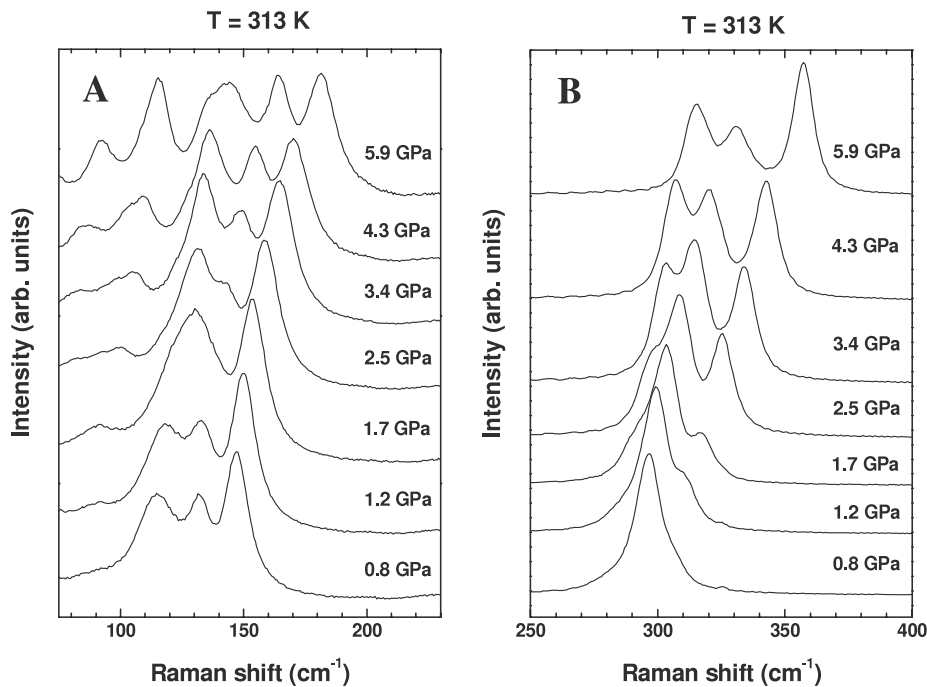 T = 313 K
A
5.9 GPa
4.3 GPa
3.4 GPa
2.5 GPa
1.7 GPa
1.2 GPa
0.8 GPa
100 150 200
Raman shift (cm⁻¹)
Intensity (arb. units)
T = 313 K
B
5.9 GPa
4.3 GPa
3.4 GPa
2.5 GPa
1.7 GPa
1.2 GPa
0.8 GPa
250 300 350 400
Raman shift (cm⁻¹)
Intensity (arb. units)